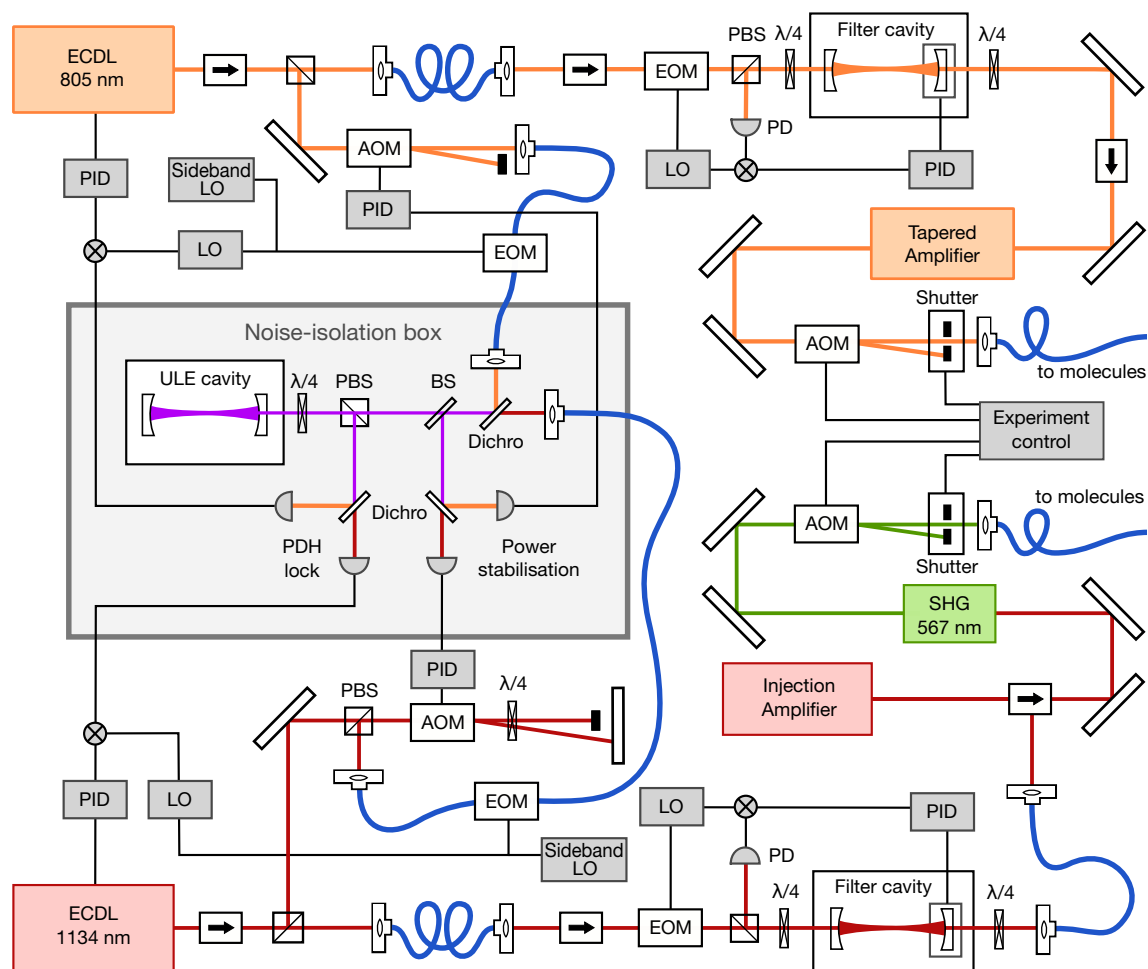 ECDL
805 nm
PBS
λ/4
Filter cavity
λ/4
EOM
PD
LO
PID
AOM
PID
Sideband
LO
PID
LO
EOM
Tapered
Amplifier
Shutter
AOM
to molecules
Noise-isolation box
ULE cavity
λ/4
PBS
BS
Dichro
Dichro
PDH
lock
Power
stabilisation
Experiment
control
AOM
to molecules
Shutter
SHG
567 nm
PID
PBS
λ/4
AOM
Injection
Amplifier
PID
LO
EOM
Sideband
LO
LO
PID
PD
ECDL
1134 nm
EOM
λ/4
Filter cavity
λ/4